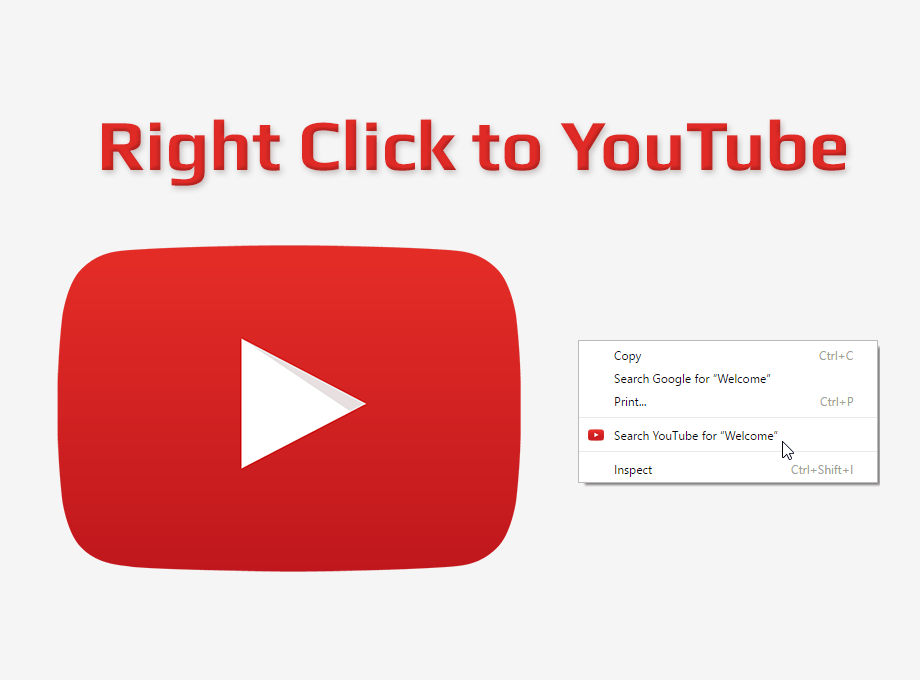 Right Click to YouTube
Copy Ctrl+C
Search Google for “Welcome”
Print... Ctrl+P
Search YouTube for “Welcome”
Inspect Ctrl+Shift+I